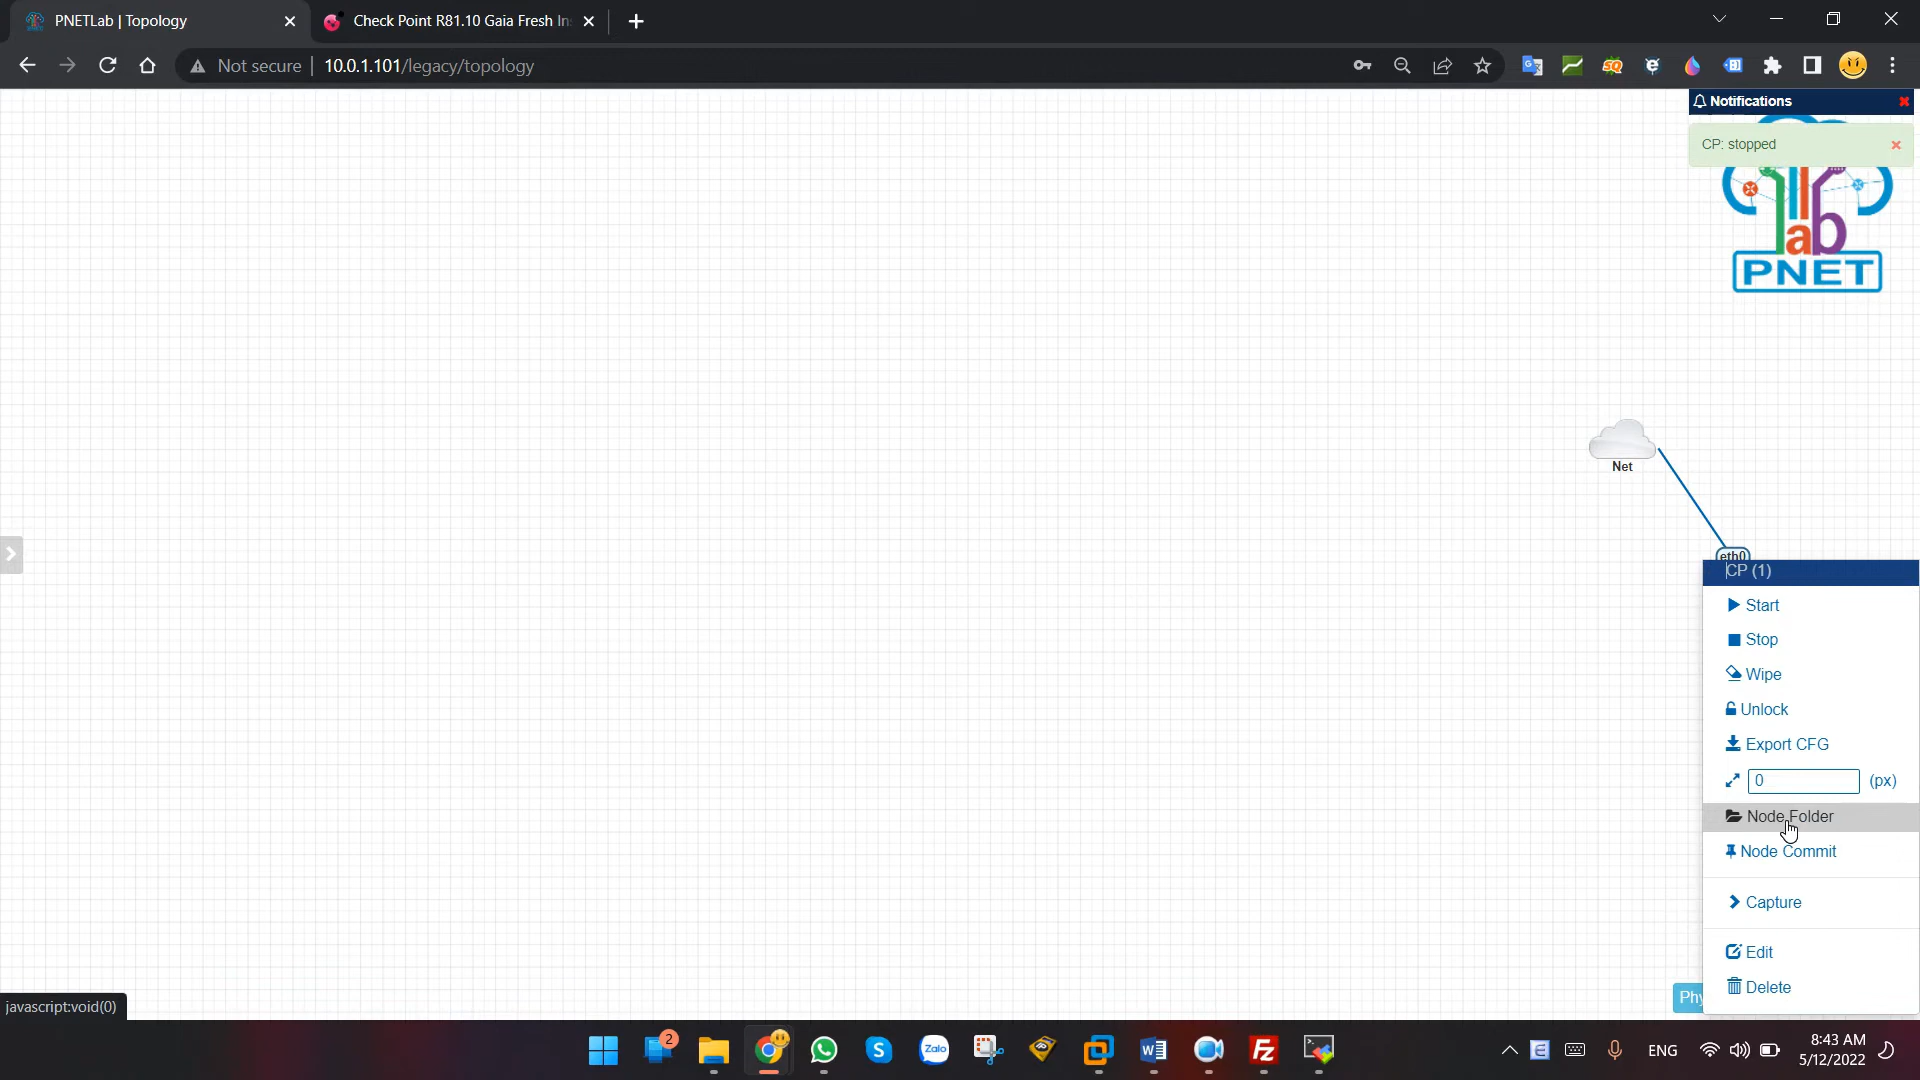 PNETLab | Topology
Check Point R81.10 Gaia Fresh In
Not secure
10.0.1.101/legacy/topology
Notifications
CP: stopped
lab
PNET
Net
eth0
CP (1)
Start
Stop
Wipe
Unlock
Export CFG
0 (px)
Node Folder
Node Commit
Capture
Edit
Delete
Phy
javascript:void(0)
2
Zalo
ENG
8:43 AM
5/12/2022